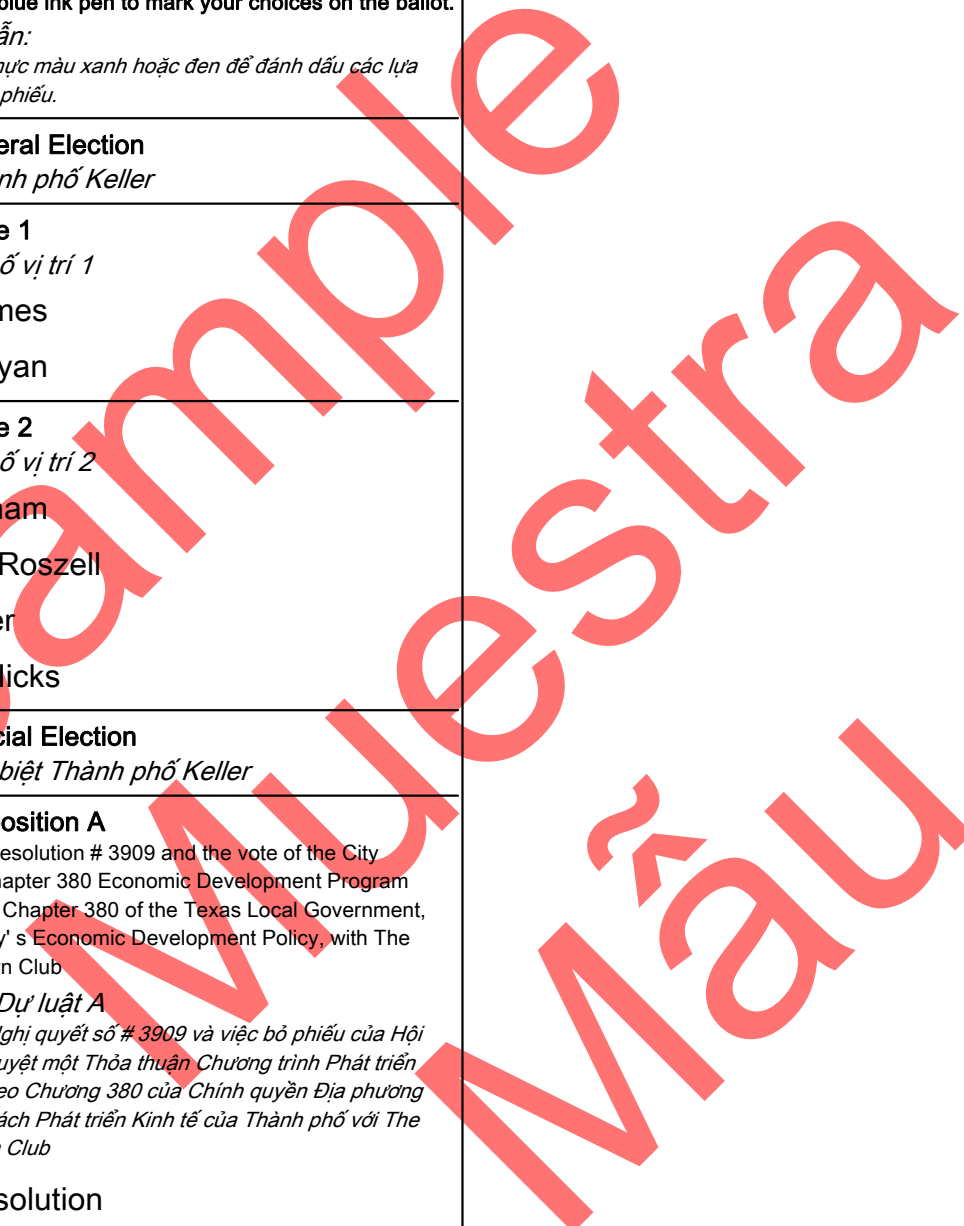 blue ink pen to mark your choices on the ballot.
ẫn:
mực màu xanh hoặc đen để đánh dấu các lựa
phiếu.
eral Election
nh phố Keller
e 1
ố vị trí 1
mes
yan
e 2
ố vị trí 2
ham
Roszell
er
licks
cial Election
biệt Thành phố Keller
osition A
esolution # 3909 and the vote of the City
hapter 380 Economic Development Program
Chapter 380 of the Texas Local Government,
y' s Economic Development Policy, with The
rn Club
Dự luật A
Nghị quyết số # 3909 và việc bỏ phiếu của Hội
uyệt một Thỏa thuận Chương trình Phát triển
eo Chương 380 của Chính quyền Địa phương
ách Phát triển Kinh tế của Thành phố với The
n Club
solution
ample
Muestra
Mẫu